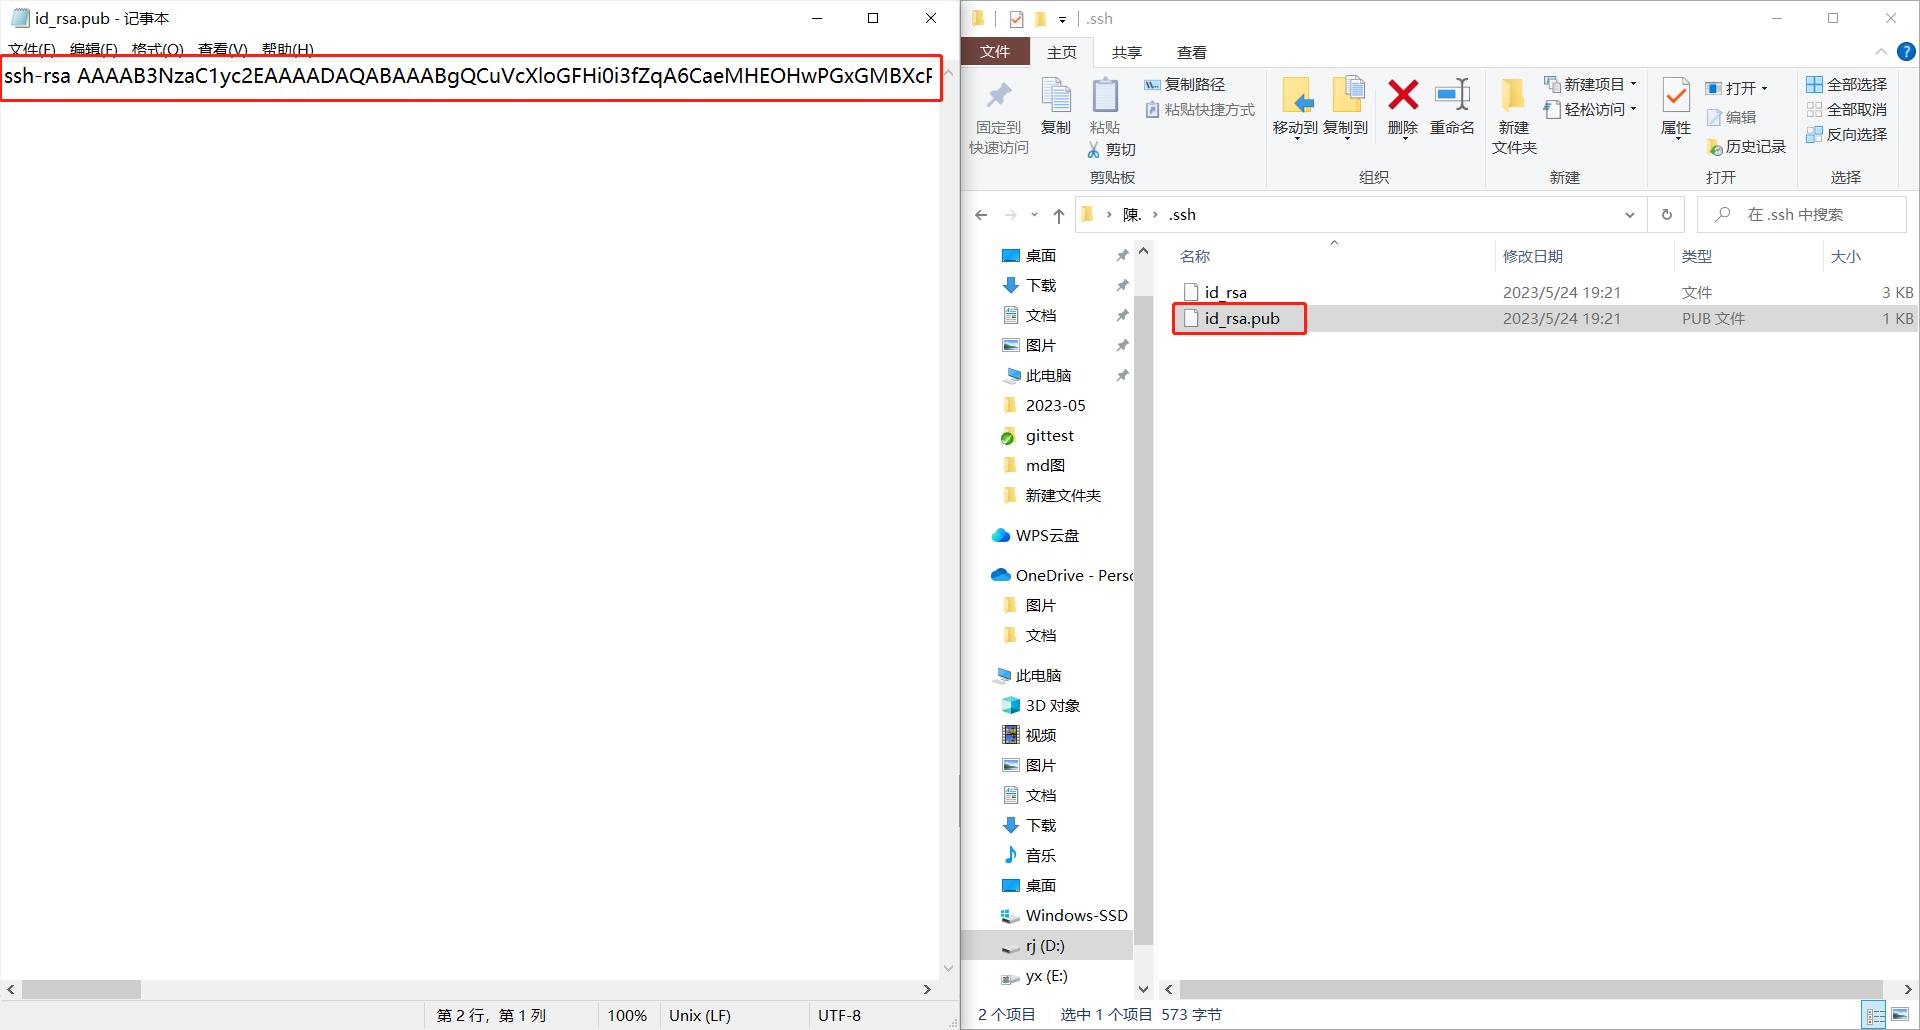 id_rsa.pub - 记事本
文件(F) 编辑(E) 格式(O) 查看(V) 帮助(H)
ssh-rsa AAAAB3NzaC1yc2EAAAADAQABAAABgQCuVcXloGFHi0i3fZqA6CaeMHEOHwPGxGMBXcF
第 2 行，第 1 列
100%
Unix (LF)
UTF-8
.ssh
文件 主页 共享 查看
固定到
快速访问
复制
粘贴
复制路径
粘贴快捷方式
剪切
剪贴板
移动到 复制到
删除 重命名
组织
新建
文件夹
新建项目
轻松访问
新建
属性
打开
编辑
历史记录
打开
全部选择
全部取消
反向选择
选择
陳. › .ssh
在 .ssh 中搜索
桌面
下载
文档
图片
此电脑
2023-05
gittest
md图
新建文件夹
WPS云盘
OneDrive - Perso
图片
文档
此电脑
3D 对象
视频
图片
文档
下载
音乐
桌面
Windows-SSD
rj (D:)
yx (E:)
名称 修改日期 类型 大小
id_rsa 2023/5/24 19:21 文件 3 KB
id_rsa.pub 2023/5/24 19:21 PUB 文件 1 KB
2 个项目 选中 1 个项目 573 字节